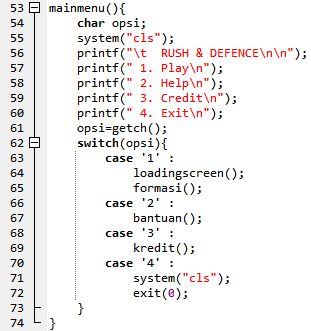 53 mainmenu(){
54     char opsi;
55     system("cls");
56     printf("\t  RUSH & DEFENCE\n\n");
57     printf(" 1. Play\n");
58     printf(" 2. Help\n");
59     printf(" 3. Credit\n");
60     printf(" 4. Exit\n");
61     opsi=getch();
62     switch(opsi){
63         case '1' :
64             loadingscreen();
65             formasi();
66         case '2' :
67             bantuan();
68         case '3' :
69             kredit();
70         case '4' :
71             system("cls");
72             exit(0);
73     }
74 }